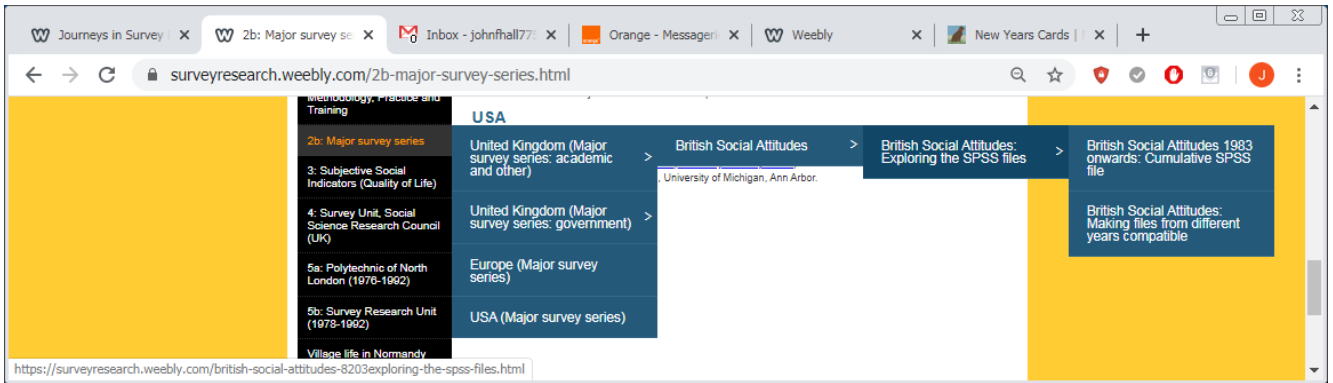 Journeys in Survey
2b: Major survey se
Inbox - johnfhall77
Orange - Messageri
Weebly
New Years Cards |
surveyresearch.weebly.com/2b-major-survey-series.html
J
Methodology, Practice and
Training
2b: Major survey series
3: Subjective Social
Indicators (Quality of Life)
4: Survey Unit, Social
Science Research Council
(UK)
5a: Polytechnic of North
London (1976-1992)
5b: Survey Research Unit
(1978-1992)
Village life in Normandy
USA
United Kingdom (Major
survey series: academic
and other) >
United Kingdom (Major
survey series: government) >
Europe (Major survey
series)
USA (Major survey series)
British Social Attitudes >
, University of Michigan, Ann Arbor.
British Social Attitudes:
Exploring the SPSS files >
British Social Attitudes 1983
onwards: Cumulative SPSS
file
British Social Attitudes:
Making files from different
years compatible
https://surveyresearch.weebly.com/british-social-attitudes-8203exploring-the-spss-files.html